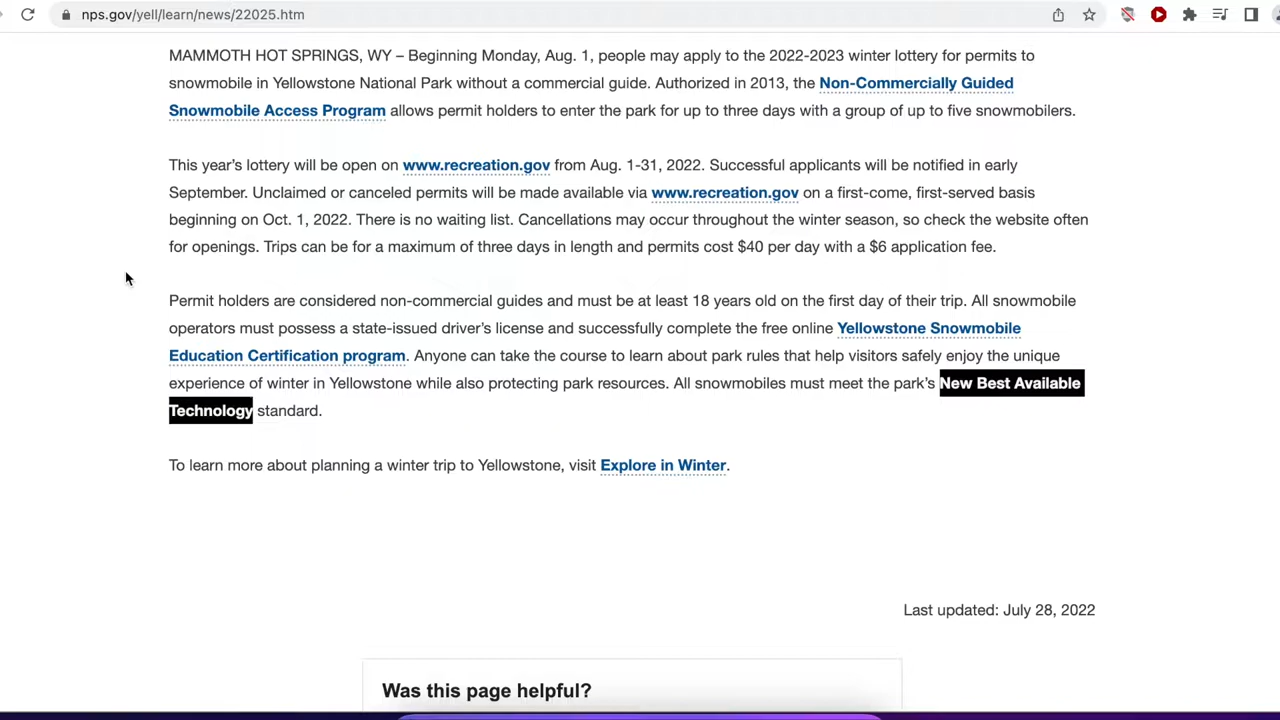 nps.gov/yell/learn/news/22025.htm
MAMMOTH HOT SPRINGS, WY – Beginning Monday, Aug. 1, people may apply to the 2022-2023 winter lottery for permits to
snowmobile in Yellowstone National Park without a commercial guide. Authorized in 2013, the Non-Commercially Guided
Snowmobile Access Program allows permit holders to enter the park for up to three days with a group of up to five snowmobilers.
This year’s lottery will be open on www.recreation.gov from Aug. 1-31, 2022. Successful applicants will be notified in early
September. Unclaimed or canceled permits will be made available via www.recreation.gov on a first-come, first-served basis
beginning on Oct. 1, 2022. There is no waiting list. Cancellations may occur throughout the winter season, so check the website often
for openings. Trips can be for a maximum of three days in length and permits cost $40 per day with a $6 application fee.
Permit holders are considered non-commercial guides and must be at least 18 years old on the first day of their trip. All snowmobile
operators must possess a state-issued driver’s license and successfully complete the free online Yellowstone Snowmobile
Education Certification program. Anyone can take the course to learn about park rules that help visitors safely enjoy the unique
experience of winter in Yellowstone while also protecting park resources. All snowmobiles must meet the park’s New Best Available
Technology standard.
To learn more about planning a winter trip to Yellowstone, visit Explore in Winter.
Last updated: July 28, 2022
Was this page helpful?